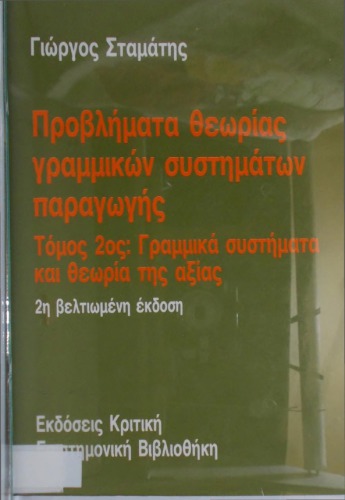 Γιώργος Σταμάτης
Προβλήματα θεωρίας
γραμμικών συστημάτων
παραγωγής
Τόμος 2ος: Γραμμικά συστήματα
και θεωρία της αξίας
2η βελτιωμένη έκδοση
Εκδόσεις Κριτική
Βιβλιοθήκη